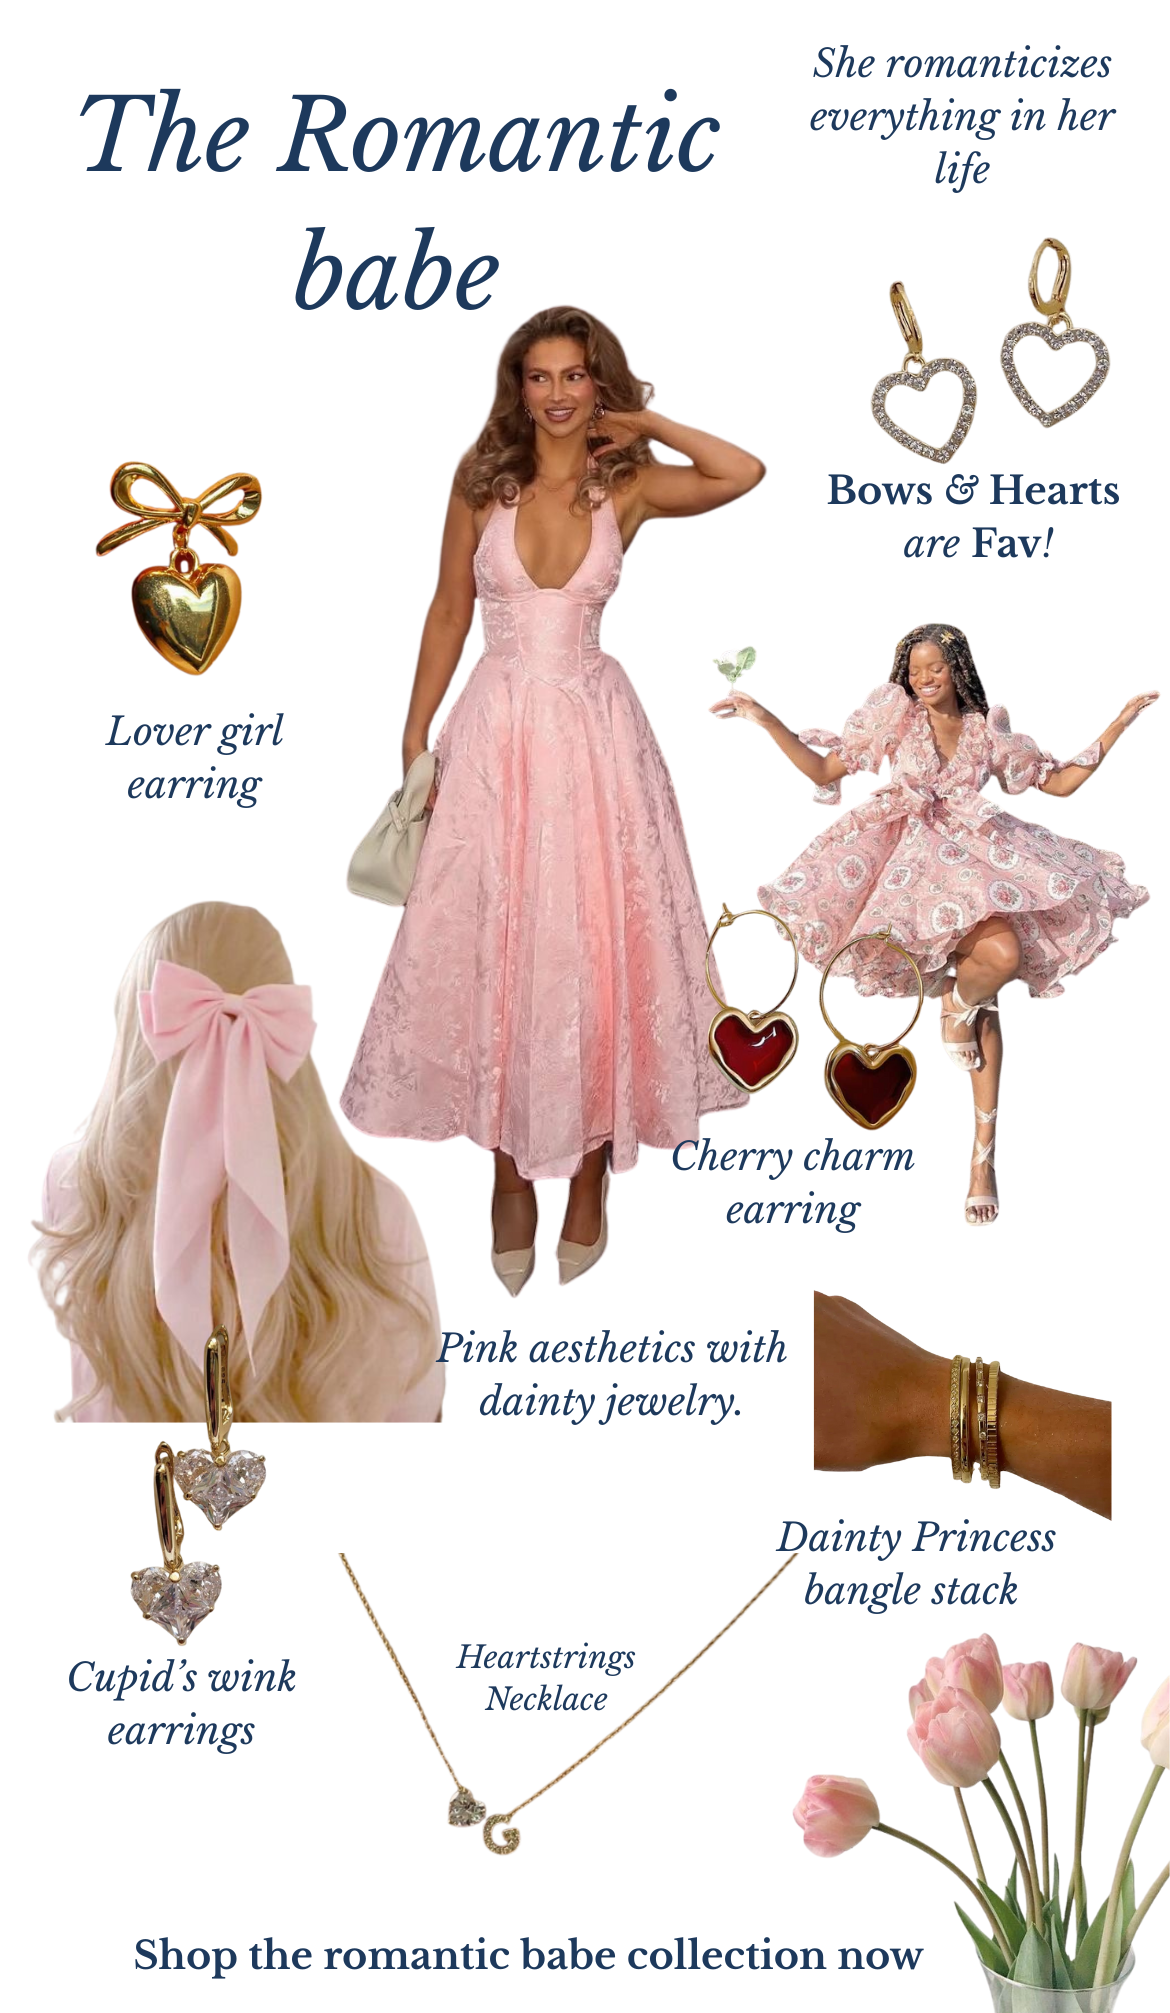 The Romantic
babe
She romanticizes
everything in her
life
Bows & Hearts
are Fav!
Lover girl
earring
Cherry charm
earring
Pink aesthetics with
dainty jewelry.
Dainty Princess
bangle stack
Heartstrings
Necklace
Cupid's wink
earrings
G
Shop the romantic babe collection now